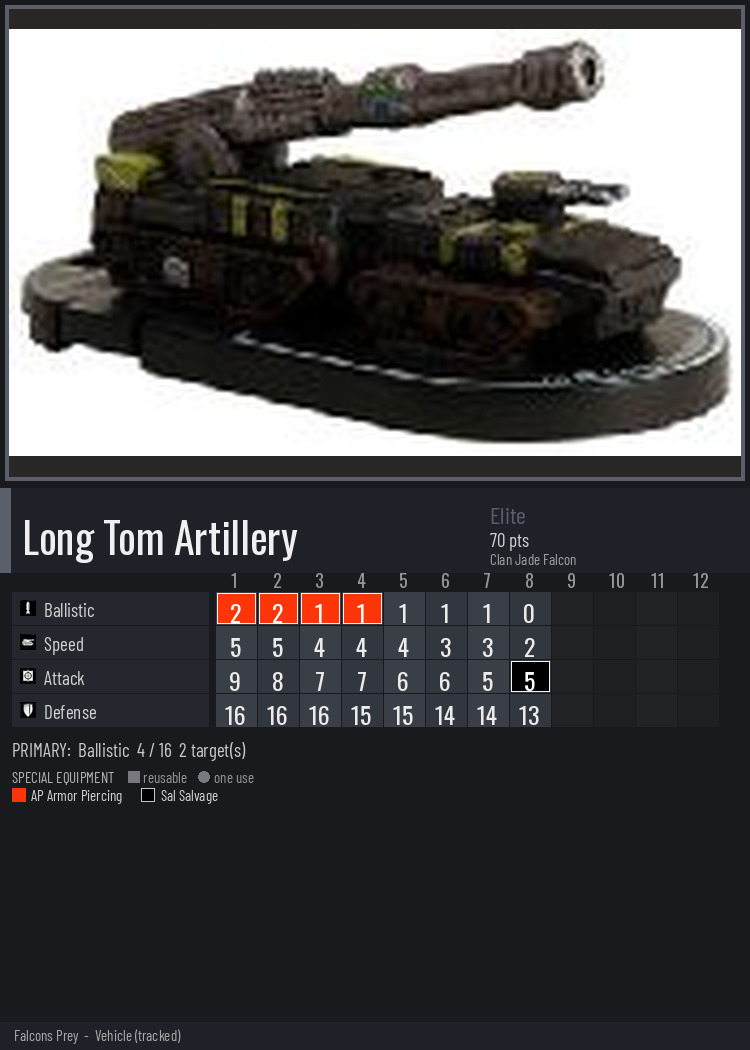 Long Tom Artillery
Elite
70 pts
Clan Jade Falcon
1 2 3 4 5 6 7 8 9 10 11 12
Ballistic 2 2 1 1 1 1 1 0
Speed 5 5 4 4 4 3 3 2
Attack 9 8 7 7 6 6 5 5
Defense 16 16 16 15 15 14 14 13
PRIMARY: Ballistic 4 / 16 2 target(s)
SPECIAL EQUIPMENT reusable one use
AP Armor Piercing Sal Salvage
Falcons Prey - Vehicle (tracked)